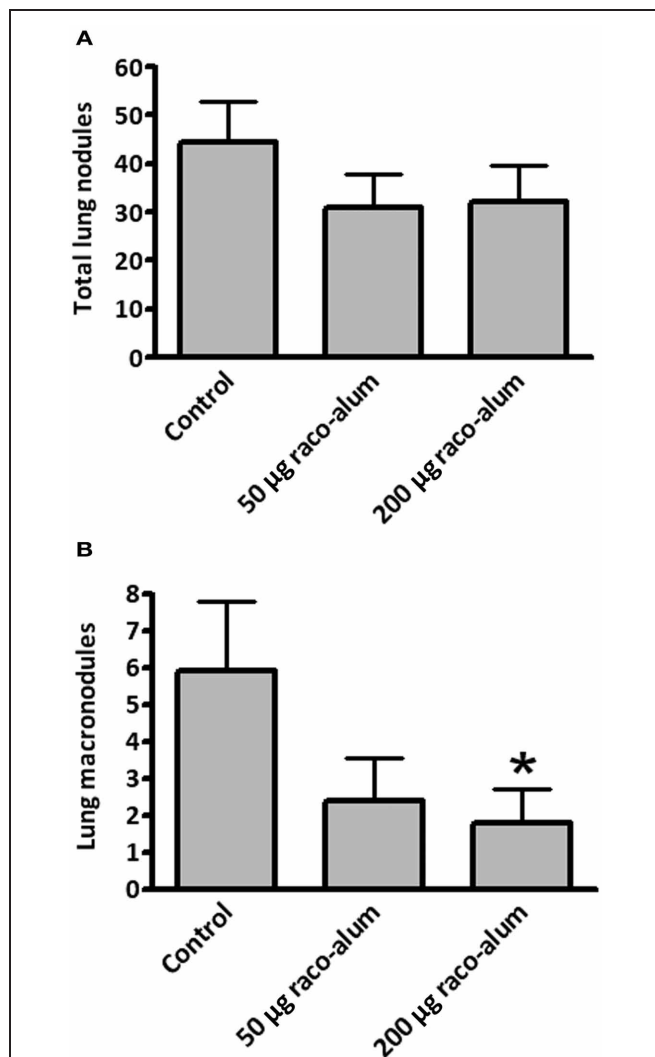 A
Total lung nodules
60
50
40
30
20
10
0
Control
50 µg raco-alum
200 µg raco-alum
B
Lung macronodules
8
7
6
5
4
3
2
1
0
*
Control
50 µg raco-alum
200 µg raco-alum